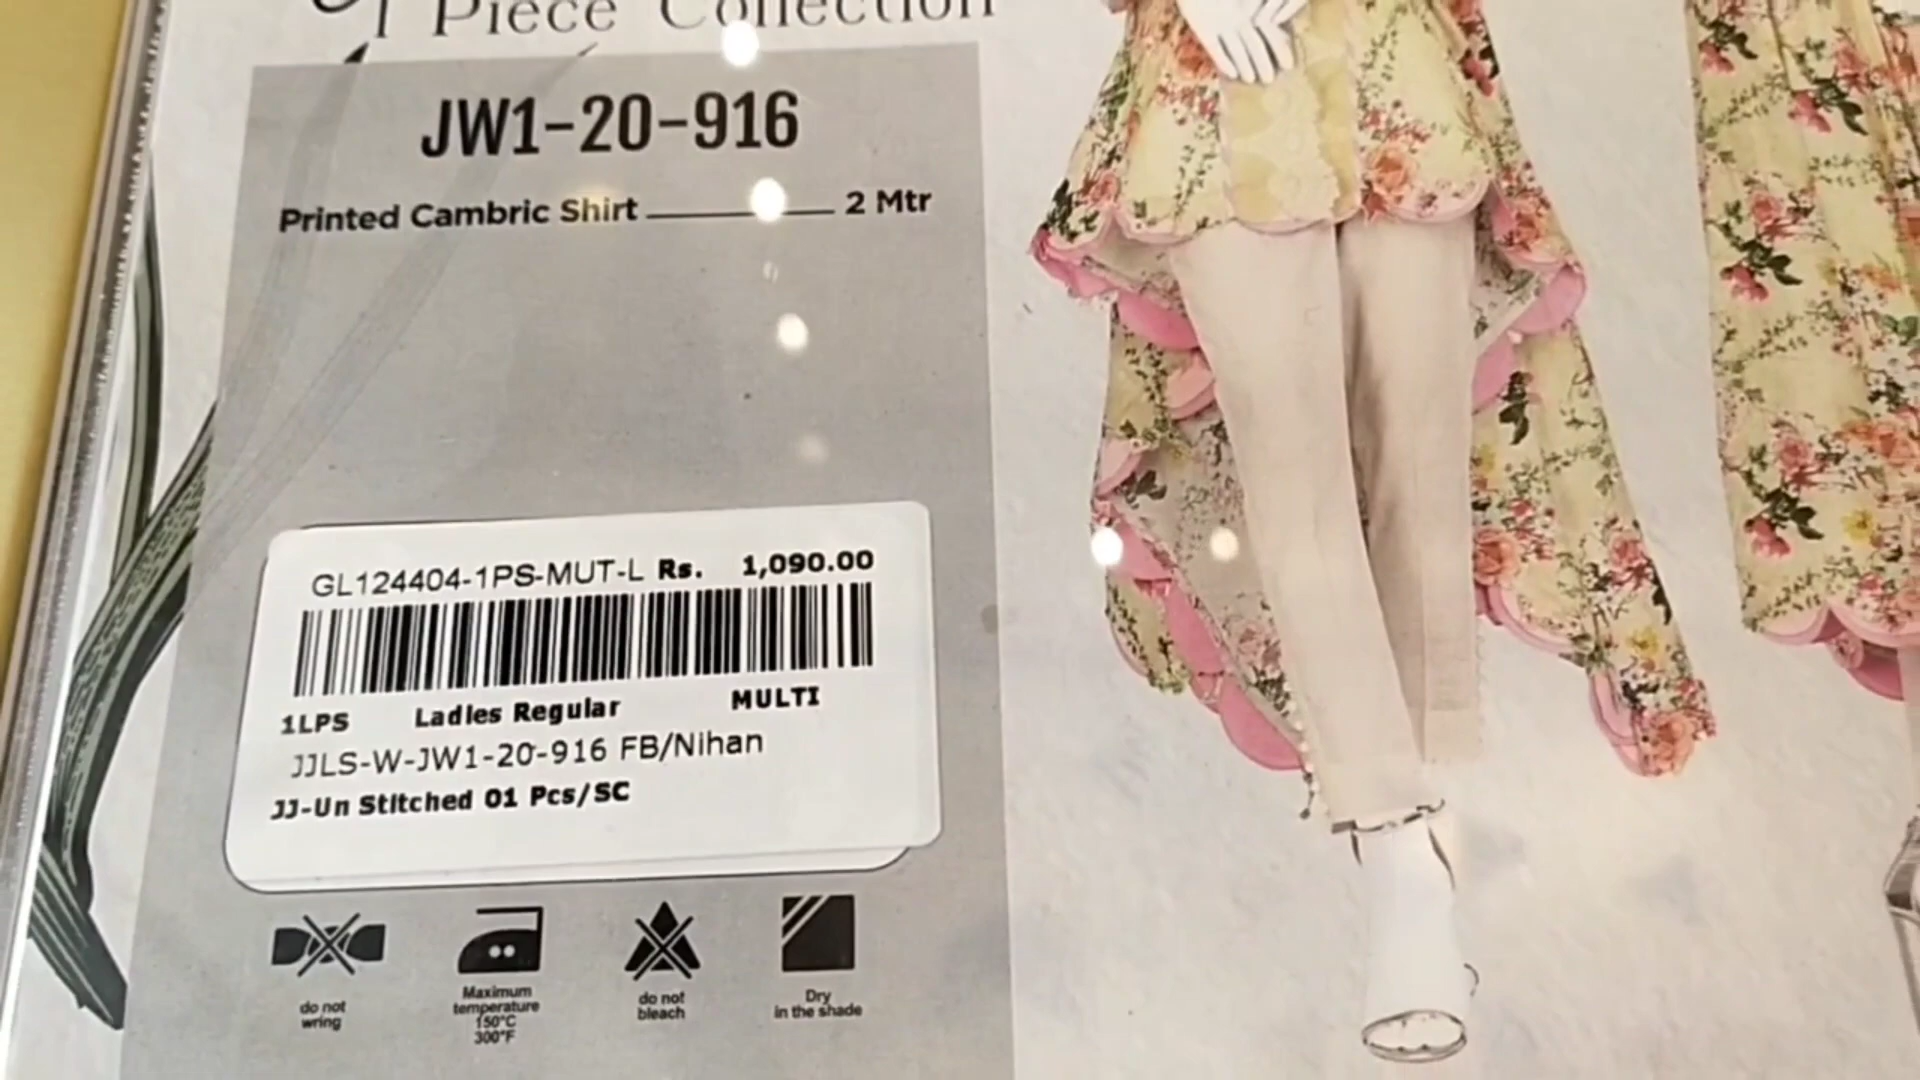 Piece Collection
JW1-20-916
Printed Cambric Shirt 2 Mtr
GL124404-1PS-MUT-L Rs. 1,090.00
1LPS Ladies Regular MULTI
JJLS-W-JW1-20-916 FB/Nihan
JJ-Un Stitched 01 Pcs/SC
do not
wring
Maximum
temperature
150°C
300°F
do not
bleach
Dry
in the shade